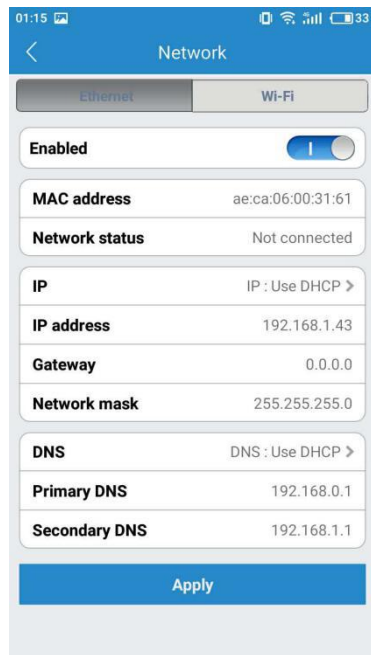 01:15 33
Network
Ethernet Wi-Fi
Enabled
MAC address ae:ca:06:00:31:61
Network status Not connected
IP IP : Use DHCP >
IP address 192.168.1.43
Gateway 0.0.0.0
Network mask 255.255.255.0
DNS DNS : Use DHCP >
Primary DNS 192.168.0.1
Secondary DNS 192.168.1.1
Apply